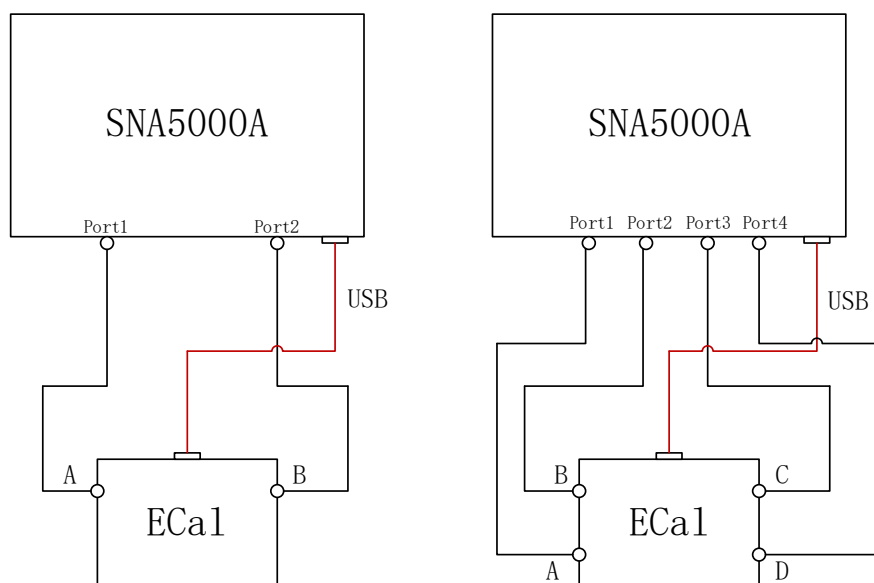 SNA5000A
SNA5000A
Port1
Port2
Port1
Port2
Port3
Port4
USB
USB
A
B
B
C
ECal
ECal
A
D